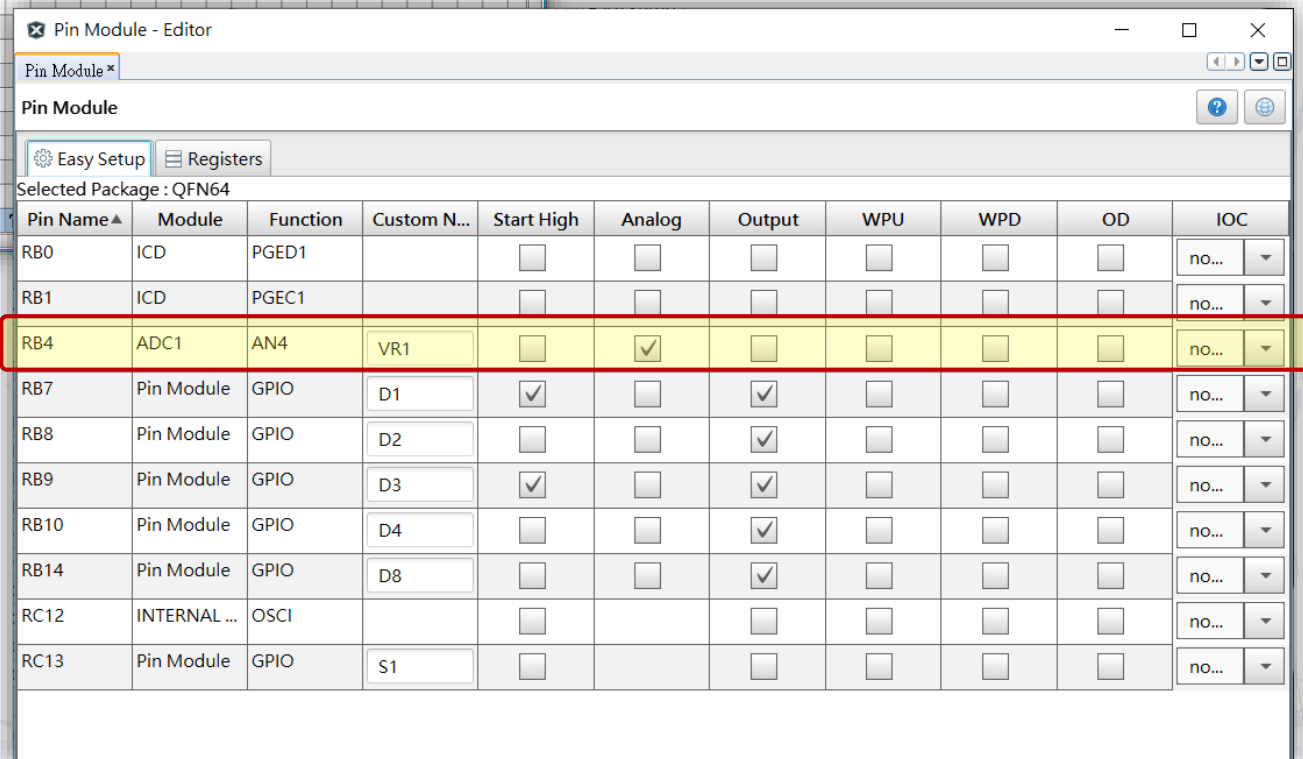 Pin Module - Editor
Pin Module
Pin Module
Easy Setup Registers
Selected Package : QFN64
Pin Name Module Function Custom N... Start High Analog Output WPU WPD OD IOC
RB0 ICD PGED1 no...
RB1 ICD PGEC1 no...
RB4 ADC1 AN4 VR1 no...
RB7 Pin Module GPIO D1 no...
RB8 Pin Module GPIO D2 no...
RB9 Pin Module GPIO D3 no...
RB10 Pin Module GPIO D4 no...
RB14 Pin Module GPIO D8 no...
RC12 INTERNAL ... OSCI no...
RC13 Pin Module GPIO S1 no...